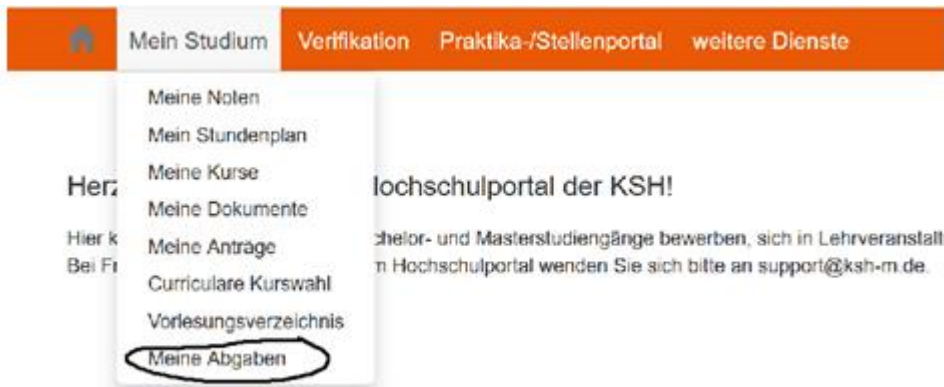 Mein Studium Verifikation Praktika-/Stellenportal weitere Dienste
Meine Noten
Mein Stundenplan
Meine Kurse
Herz lochschulportal der KSH!
Meine Dokumente
Hier k chelor- und Masterstudiengänge bewerben, sich in Lehrveranstalt
Meine Anträge
Bei Fr m Hochschulportal wenden Sie sich bitte an support@ksh-m.de.
Curriculare Kurswahl
Vorlesungsverzeichnis
Meine Abgaben